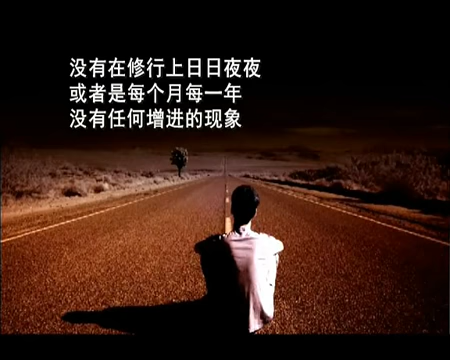 没有在修行上日日夜夜
或者是每个月每一年
没有任何增进的现象